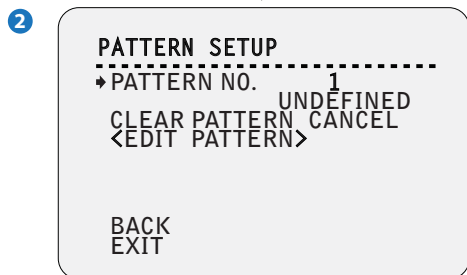 2
PATTERN SETUP
PATTERN NO. 1
UNDEFINED
CLEAR PATTERN CANCEL
<EDIT PATTERN>
BACK
EXIT